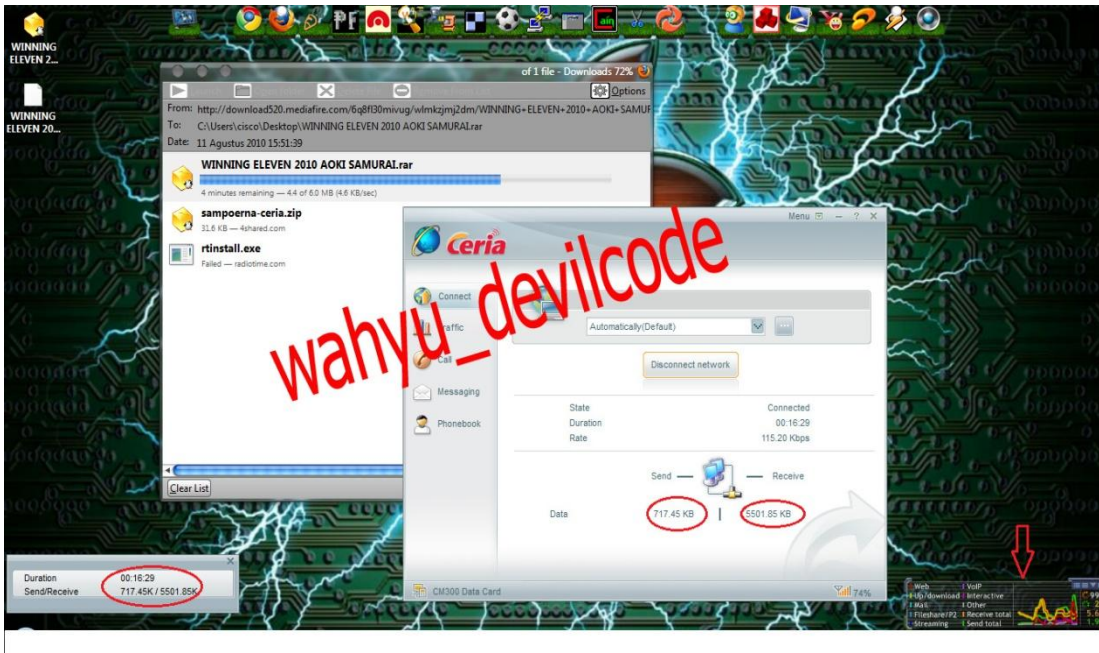 WINNING
ELEVEN 2...
WINNING
ELEVEN 20...
of 1 file - Downloads 72%
Options
From: http://download520.mediafire.com/6q8fl30mivug/wlmkzjmj2dm/WINNING+ELEVEN+2010+AOKI+SAMUR
To: C:\Users\cisco\Desktop\WINNING ELEVEN 2010 AOKI SAMURAI.rar
Date: 11 Agustus 2010 15:51:39
WINNING ELEVEN 2010 AOKI SAMURAI.rar
4 minutes remaining — 4.4 of 6.0 MB (4.6 KB/sec)
sampoerna-ceria.zip
31.6 KB — 4shared.com
rtinstall.exe
Failed — radiotime.com
Clear List
wahyu_devilcode
Menu
Ceria
Connect
Traffic
Call
Messaging
Phonebook
Automatically(Default)
Disconnect network
State Connected
Duration 00:16:29
Rate 115.20 Kbps
Send — — Receive
Data 717.45 KB | 5501.85 KB
CM300 Data Card
74%
Duration 00:16:29
Send/Receive 717.45K / 5501.85K
Web VoIP
Up/download Interactive
Mail Other
Fileshare/P2 Receive total
Streaming Send total